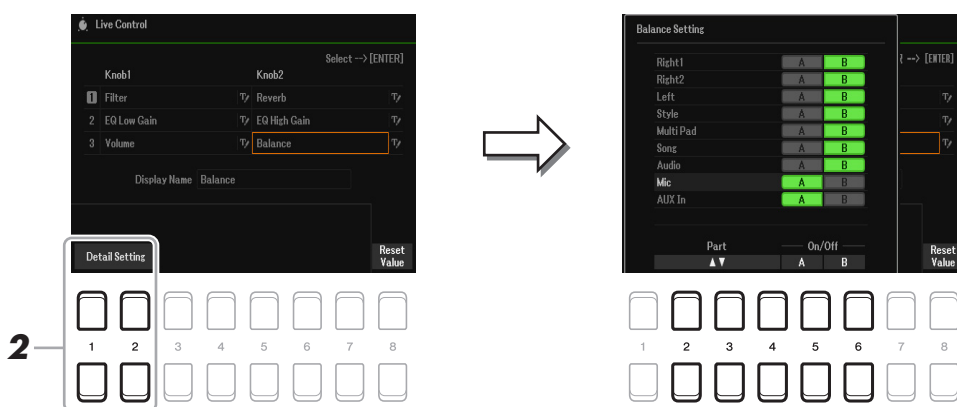 Live Control
Select --> [ENTER]
Knob1 Knob2
1 Filter Reverb
2 EQ Low Gain EQ High Gain
3 Volume Balance
Display Name Balance
Detail Setting
Reset
Value
2
1 2 3 4 5 6 7 8
Balance Setting
--> [ENTER]
Right1 A B
Right2 A B
Left A B
Style A B
Multi Pad A B
Song A B
Audio A B
Mic A B
AUX In A B
Part On/Off
▲▼ A B
Reset
Value
1 2 3 4 5 6 7 8